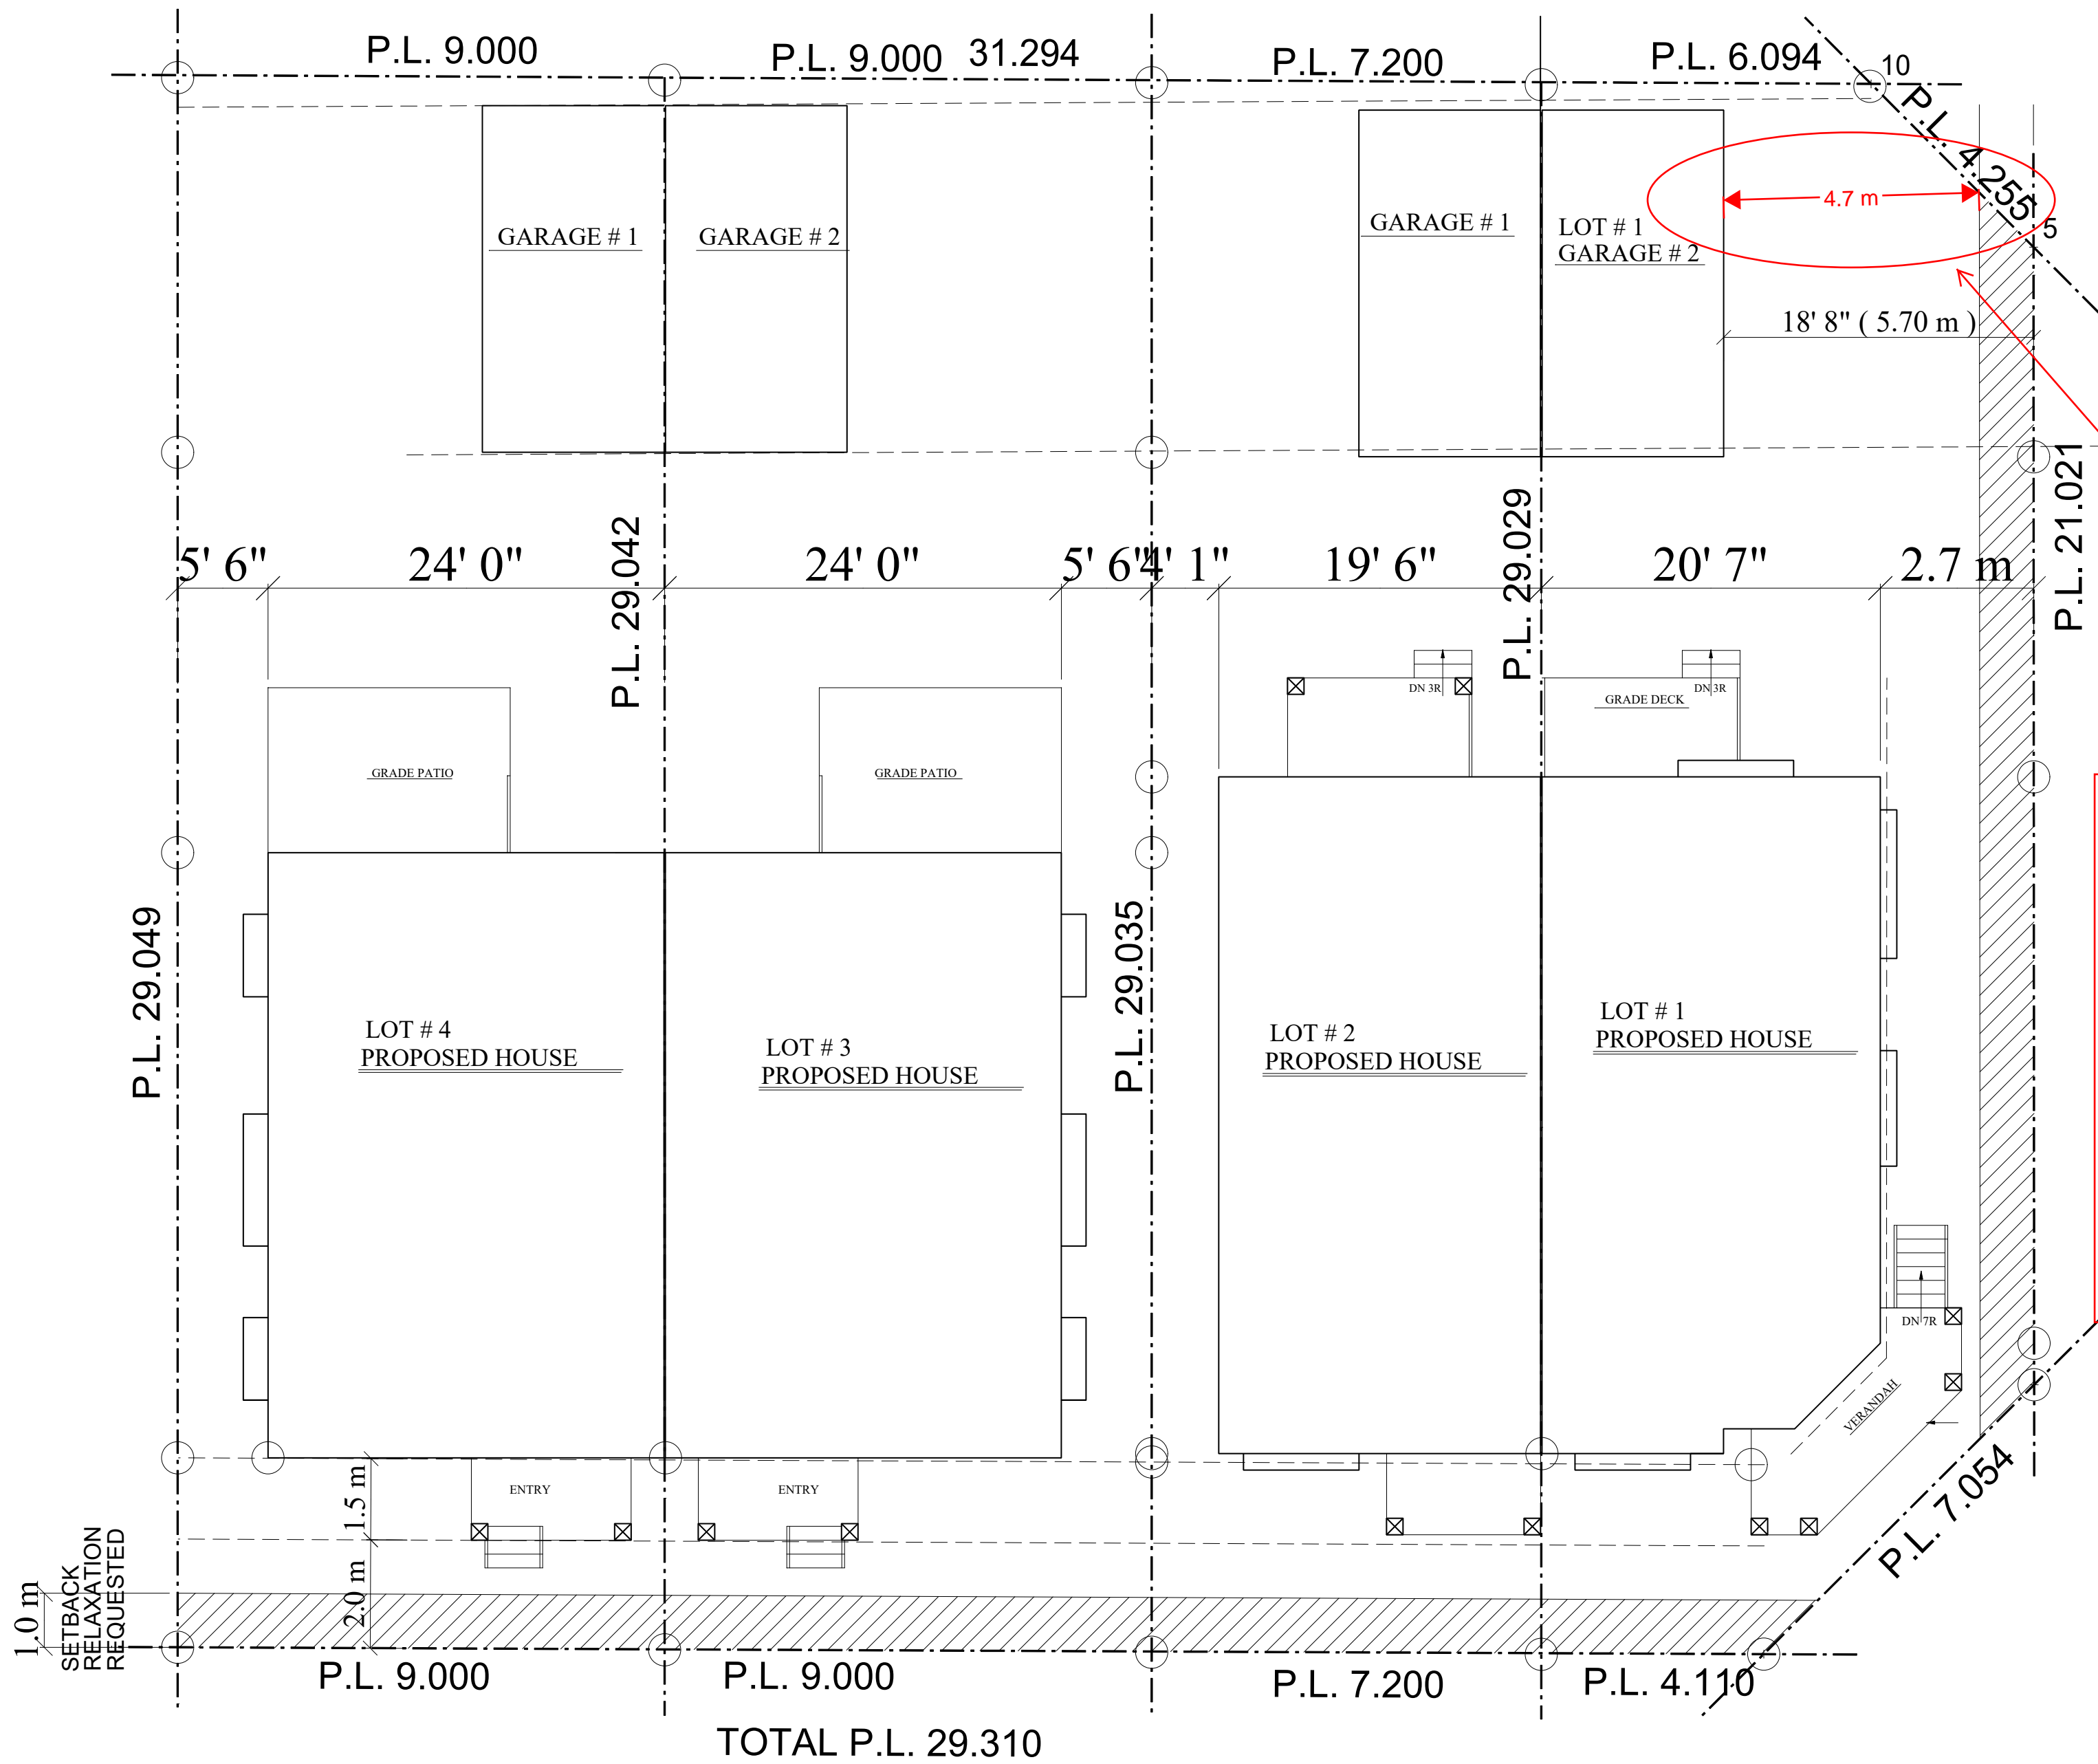 P.L. 9.000
P.L. 9.000
31.294
P.L. 7.200
P.L. 6.094
10
P.L. 4.255
5
4.7 m
GARAGE # 1
GARAGE # 2
GARAGE # 1
LOT # 1
GARAGE # 2
18' 8" ( 5.70 m )
P.L. 21.021
5' 6"
24' 0"
P.L. 29.042
24' 0"
5' 6"
4' 1"
19' 6"
P.L. 29.029
20' 7"
2.7 m
DN 3R
GRADE DECK
DN 3R
GRADE PATIO
GRADE PATIO
P.L. 29.049
P.L. 29.035
LOT # 4
PROPOSED HOUSE
LOT # 3
PROPOSED HOUSE
LOT # 2
PROPOSED HOUSE
LOT # 1
PROPOSED HOUSE
DN 7R
VERANDAH
P.L. 7.054
ENTRY
ENTRY
1.5 m
2.0 m
1.0 m
SETBACK
RELAXATION
REQUESTED
P.L. 9.000
P.L. 9.000
P.L. 7.200
P.L. 4.110
TOTAL P.L. 29.310